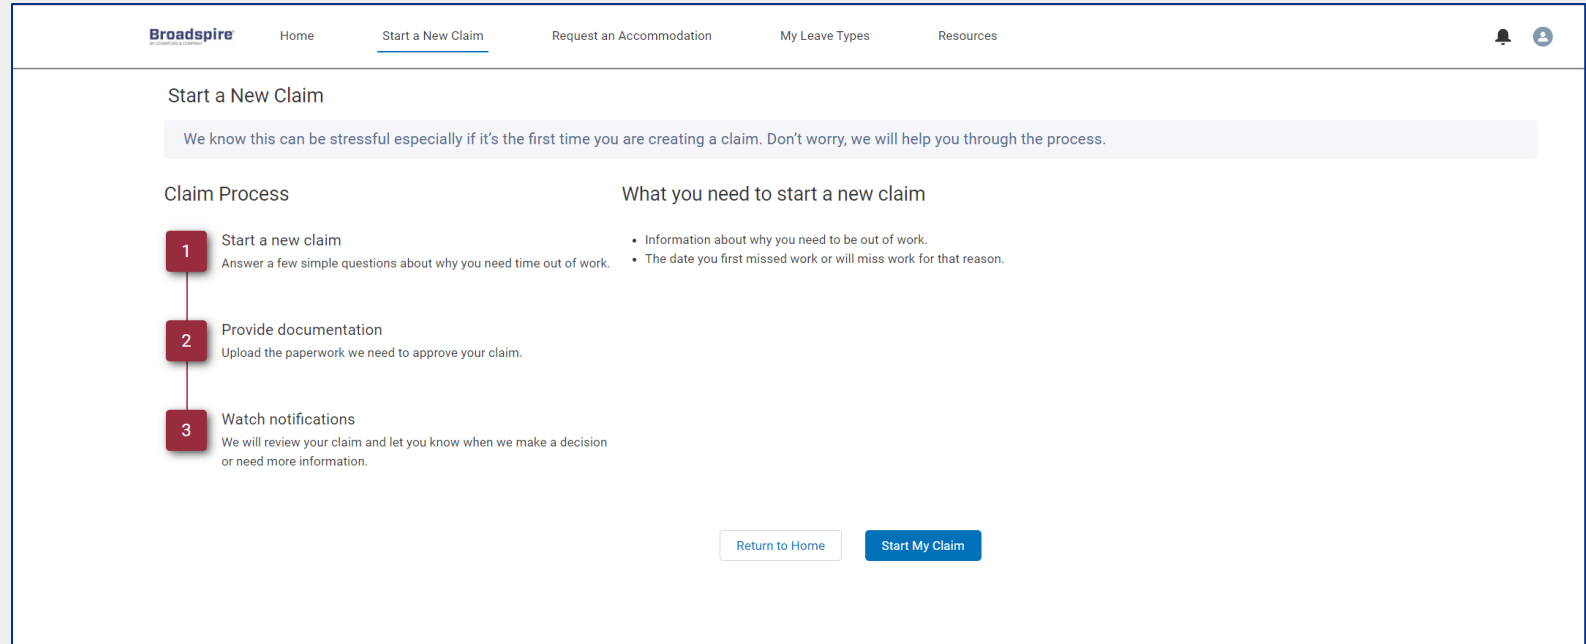 Broadspire
Home
Start a New Claim
Request an Accommodation
My Leave Types
Resources
Start a New Claim
We know this can be stressful especially if it's the first time you are creating a claim. Don't worry, we will help you through the process.
Claim Process
1
Start a new claim
Answer a few simple questions about why you need time out of work.
2
Provide documentation
Upload the paperwork we need to approve your claim.
3
Watch notifications
We will review your claim and let you know when we make a decision
or need more information.
What you need to start a new claim
• Information about why you need to be out of work.
• The date you first missed work or will miss work for that reason.
Return to Home
Start My Claim